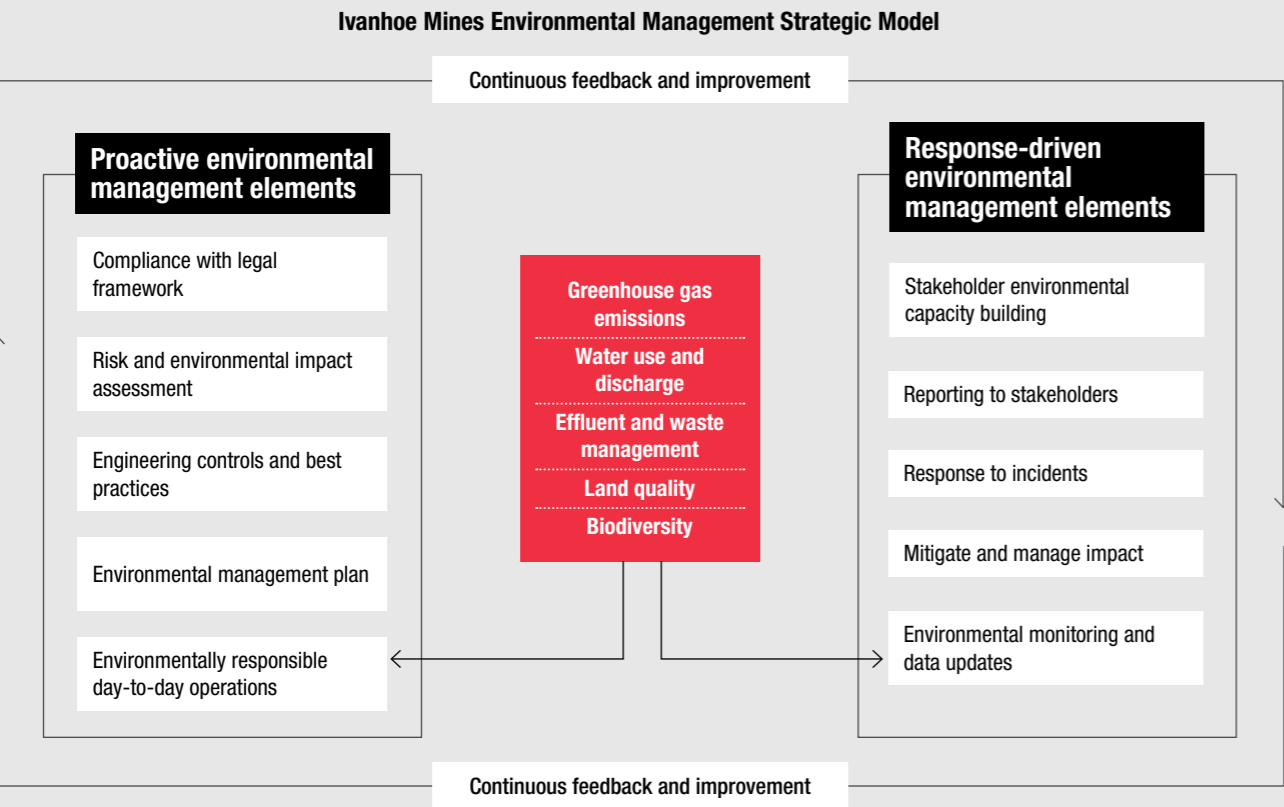 Ivanhoe Mines Environmental Management Strategic Model
Continuous feedback and improvement
Proactive environmental
management elements
Compliance with legal
framework
Risk and environmental impact
assessment
Engineering controls and best
practices
Environmental management plan
Environmentally responsible
day-to-day operations
Greenhouse gas
emissions
Water use and
discharge
Effluent and waste
management
Land quality
Biodiversity
Response-driven
environmental
management elements
Stakeholder environmental
capacity building
Reporting to stakeholders
Response to incidents
Mitigate and manage impact
Environmental monitoring and
data updates
Continuous feedback and improvement